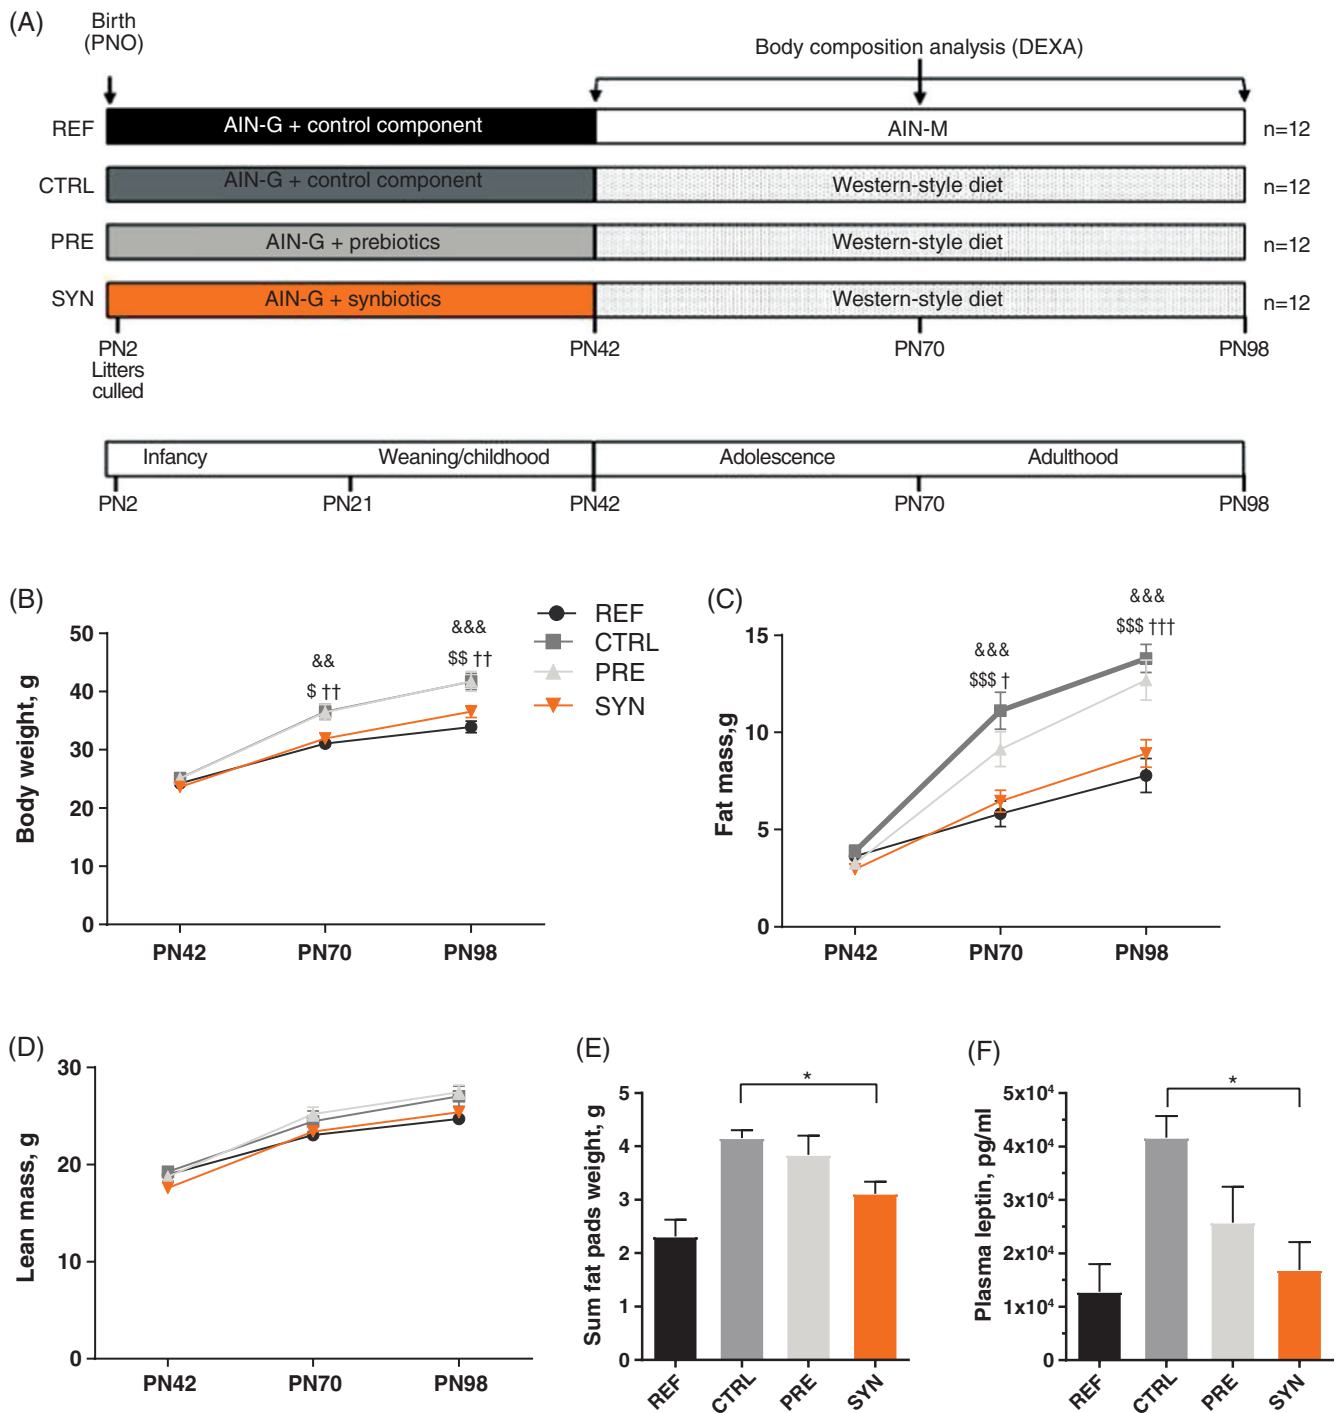 (A)
Birth
(PNO)
Body composition analysis (DEXA)
REF
AIN-G + control component
AIN-M
n=12
CTRL
AIN-G + control component
Western-style diet
n=12
PRE
AIN-G + prebiotics
Western-style diet
n=12
SYN
AIN-G + synbiotics
Western-style diet
n=12
PN2
Litters
culled
PN42
PN70
PN98
Infancy
Weaning/childhood
Adolescence
Adulthood
PN2
PN21
PN42
PN70
PN98
(B)
Body weight, g
50
40
30
20
10
0
&&
$ ††
&&&
$$ ††
PN42
PN70
PN98
REF
CTRL
PRE
SYN
(C)
Fat mass,g
15
10
5
0
&&&
$$$ †
&&&
$$$ †††
PN42
PN70
PN98
(D)
Lean mass, g
30
20
10
0
PN42
PN70
PN98
(E)
Sum fat pads weight, g
5
4
3
2
1
0
*
REF
CTRL
PRE
SYN
(F)
Plasma leptin, pg/ml
5x10⁴
4x10⁴
3x10⁴
2x10⁴
1x10⁴
0
*
REF
CTRL
PRE
SYN